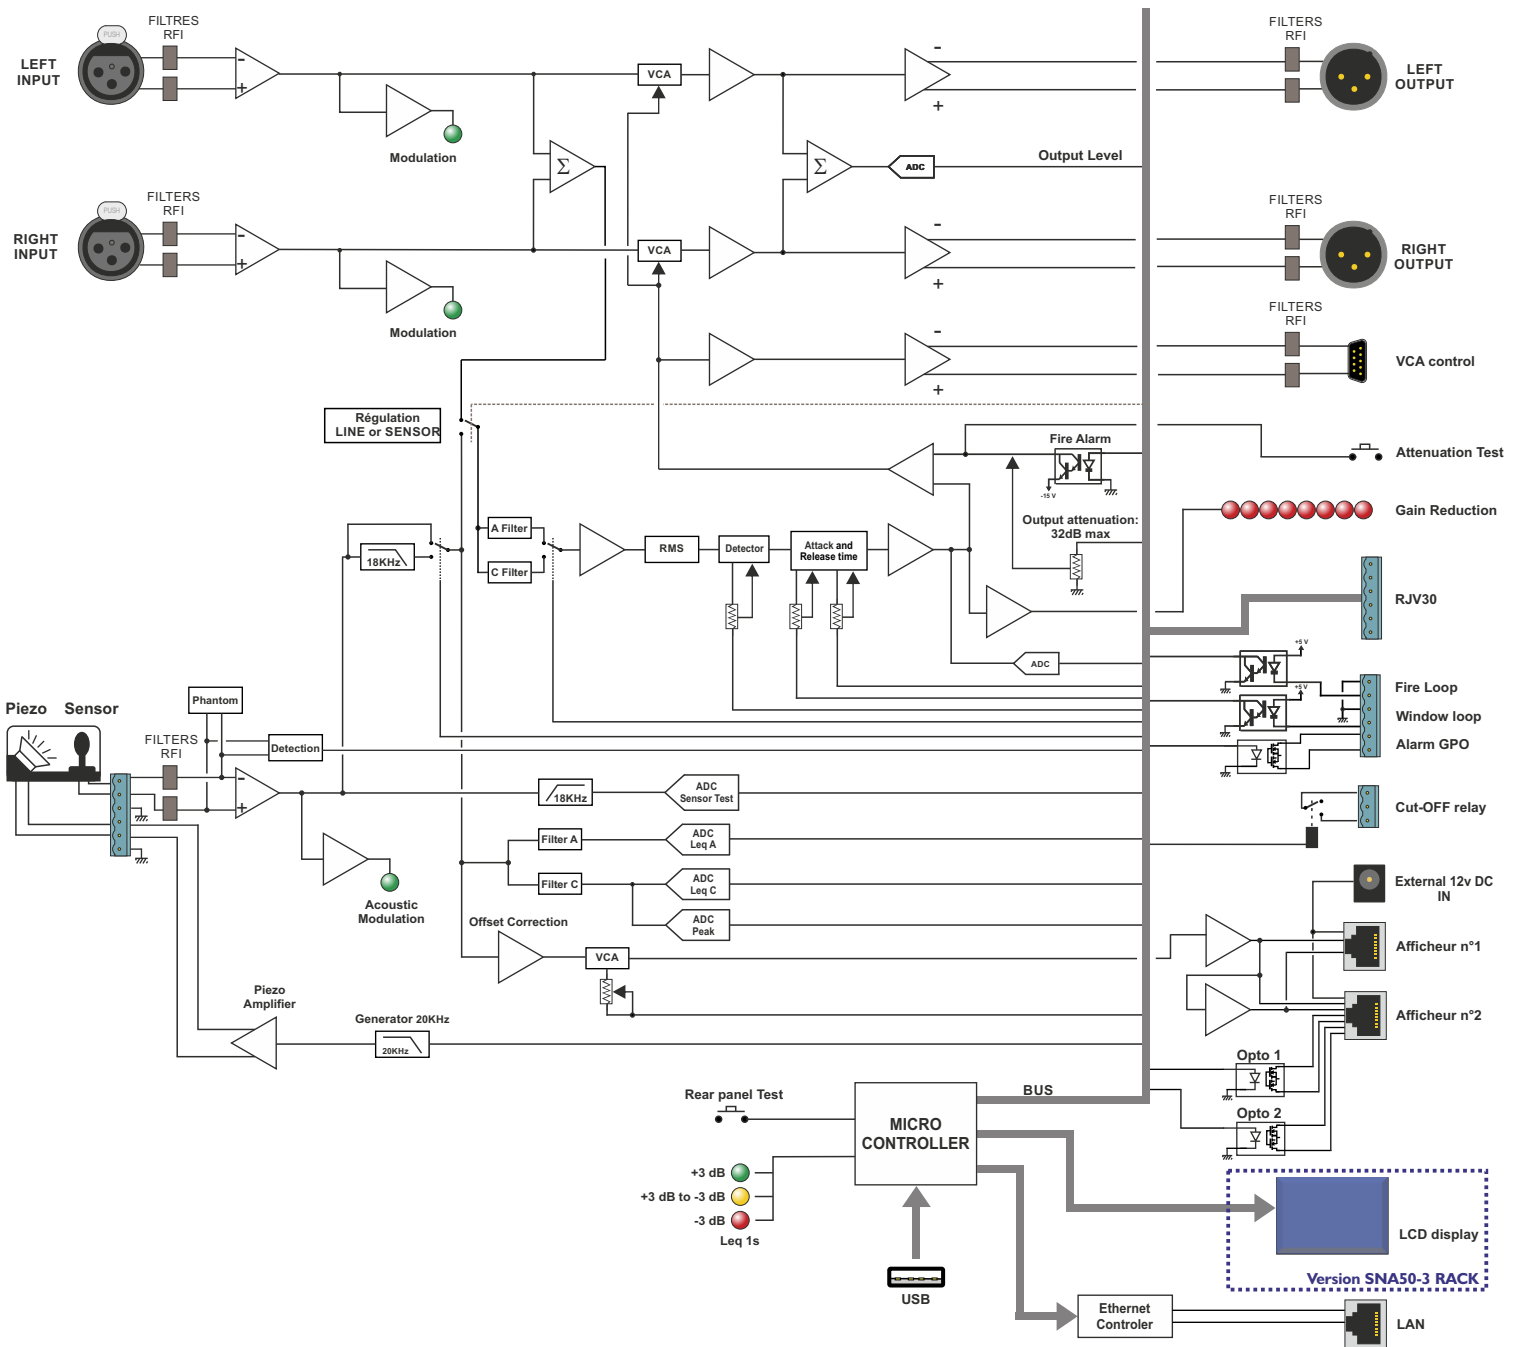 FILTRES
RFI
PUSH
LEFT
INPUT
-
+
VCA
-
+
FILTERS
RFI
LEFT
OUTPUT
Modulation
Σ
Σ
ADC
Output Level
FILTERS
RFI
PUSH
RIGHT
INPUT
-
+
VCA
-
+
FILTERS
RFI
RIGHT
OUTPUT
Modulation
-
+
FILTERS
RFI
VCA control
Régulation
LINE or SENSOR
Fire Alarm
-15 V
Attenuation Test
Output attenuation:
32dB max
Gain Reduction
A Filter
C Filter
18KHz
RMS
Detector
Attack and
Release time
ADC
RJV30
+5 V
Fire Loop
+5 V
Window loop
Alarm GPO
Phantom
Piezo Sensor
FILTERS
RFI
Detection
-
+
18KHz
ADC
Sensor Test
Cut-OFF relay
Filter A
ADC
Leq A
Filter C
ADC
Leq C
ADC
Peak
Acoustic
Modulation
External 12v DC
IN
Offset Correction
VCA
Afficheur n°1
Afficheur n°2
Piezo
Amplifier
Generator 20KHz
20KHz
Opto 1
Opto 2
BUS
Rear panel Test
MICRO
CONTROLLER
+3 dB
+3 dB to -3 dB
-3 dB
Leq 1s
USB
LCD display
Version SNA50-3 RACK
Ethernet
Controler
LAN